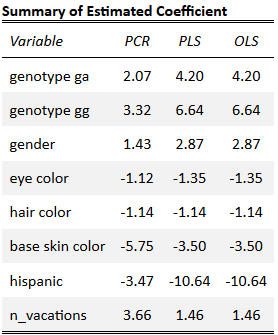 Summary of Estimated Coefficient
Variable PCR PLS OLS
genotype ga 2.07 4.20 4.20
genotype gg 3.32 6.64 6.64
gender 1.43 2.87 2.87
eye color -1.12 -1.35 -1.35
hair color -1.14 -1.14 -1.14
base skin color -5.75 -3.50 -3.50
hispanic -3.47 -10.64 -10.64
n_vacations 3.66 1.46 1.46